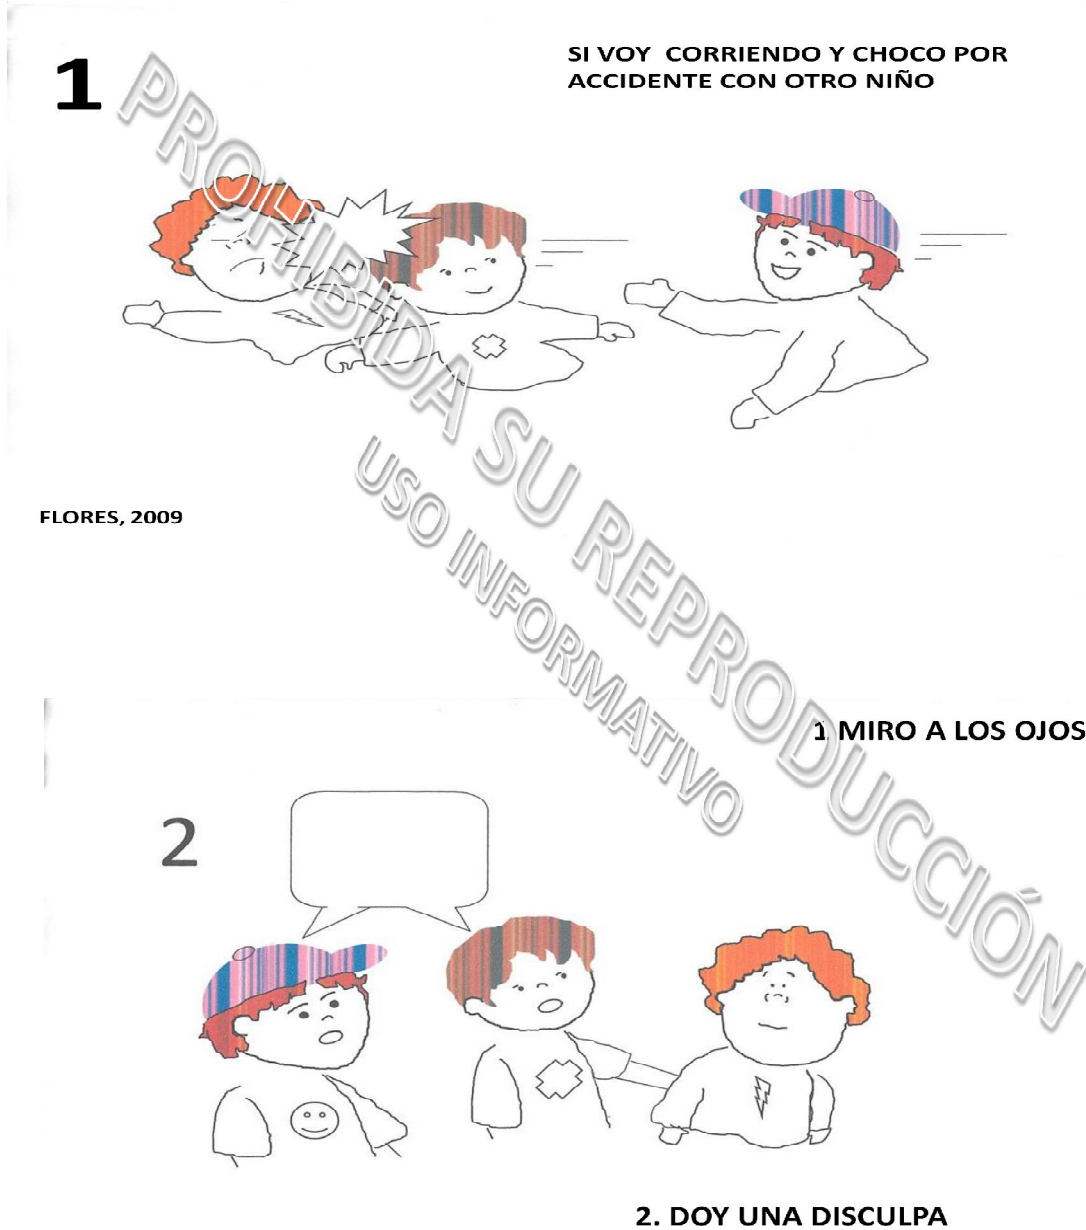 1
SI VOY CORRIENDO Y CHOCO POR
ACCIDENTE CON OTRO NIÑO
PROHIBIDA SU REPRODUCCIÓN
USO INFORMATIVO
FLORES, 2009
1 MIRO A LOS OJOS
2
2. DOY UNA DISCULPA